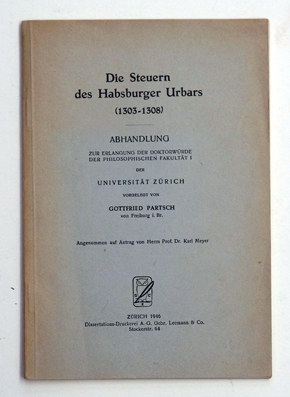 Die Steuern
des Habsburger Urbars
(1303-1308)
ABHANDLUNG
ZUR ERLANGUNG DER DOKTORWÜRDE
DER PHILOSOPHISCHEN FAKULTÄT I
DER
UNIVERSITÄT ZÜRICH
VORGELEGT VON
GOTTFRIED PARTSCH
von Freiburg i. Br.
Angenommen auf Antrag von Herrn Prof. Dr. Karl Meyer
ZÜRICH 1946
Dissertations-Druckerei A.-G. Gebr. Leemann & Co.
Stockerstr. 64